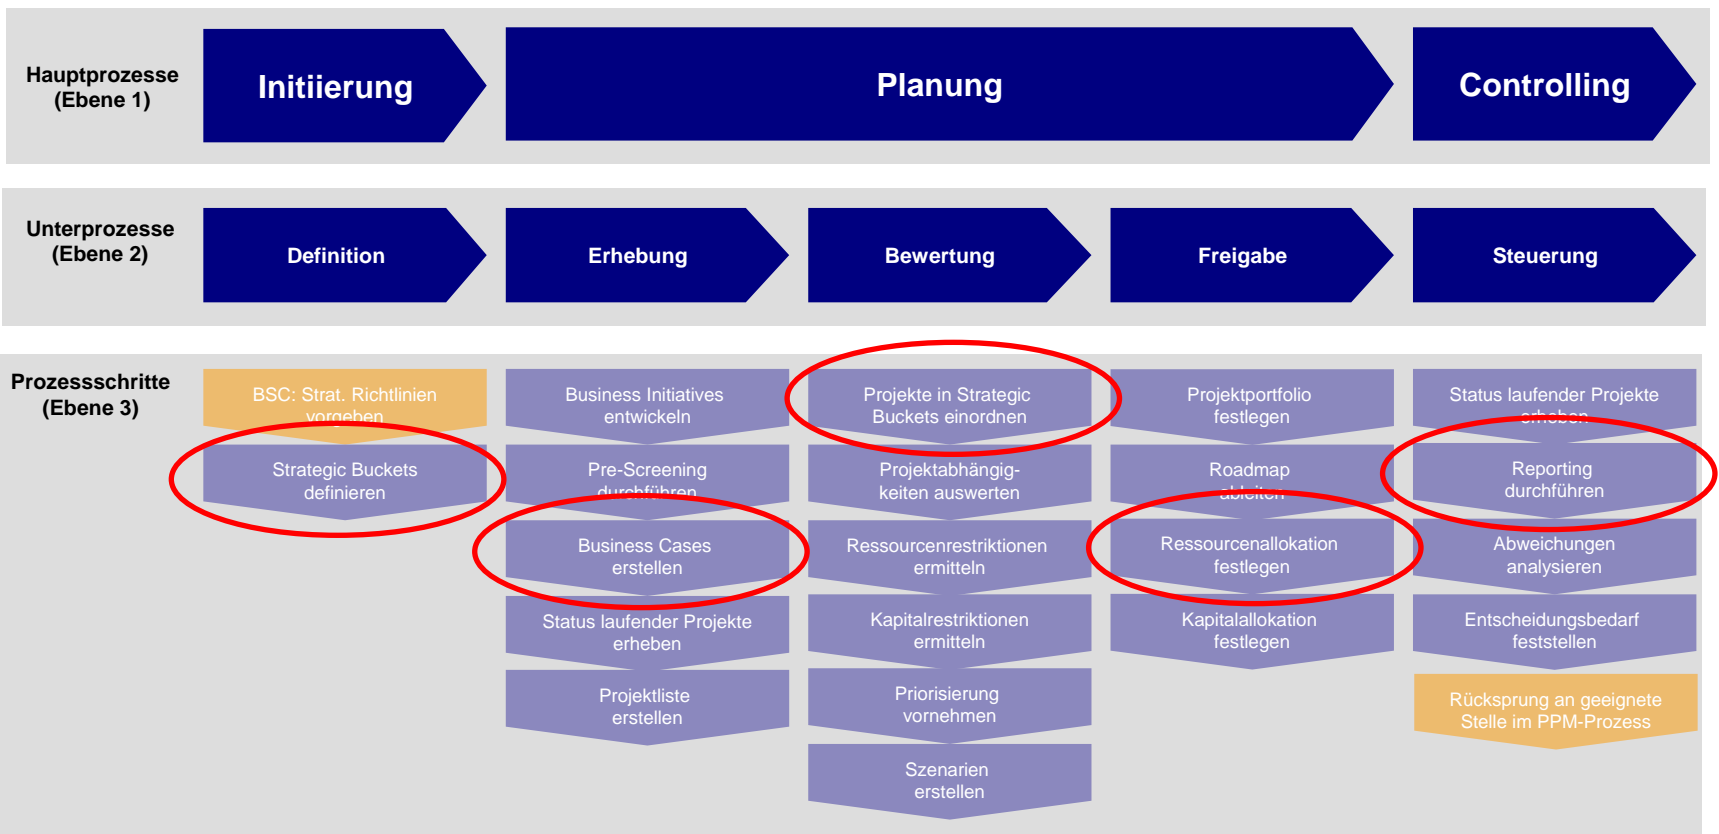 Hauptprozesse
(Ebene 1)
Initiierung
Planung
Controlling
Unterprozesse
(Ebene 2)
Definition
Erhebung
Bewertung
Freigabe
Steuerung
Prozessschritte
(Ebene 3)
BSC: Strat. Richtlinien
vorgeben
Strategic Buckets
definieren
Business Initiatives
entwickeln
Pre-Screening
durchführen
Business Cases
erstellen
Status laufender Projekte
erheben
Projektliste
erstellen
Projekte in Strategic
Buckets einordnen
Projektabhängig-
keiten auswerten
Ressourcenrestriktionen
ermitteln
Kapitalrestriktionen
ermitteln
Priorisierung
vornehmen
Szenarien
erstellen
Projektportfolio
festlegen
Roadmap
ableiten
Ressourcenallokation
festlegen
Kapitalallokation
festlegen
Status laufender Projekte
erheben
Reporting
durchführen
Abweichungen
analysieren
Entscheidungsbedarf
feststellen
Rücksprung an geeignete
Stelle im PPM-Prozess